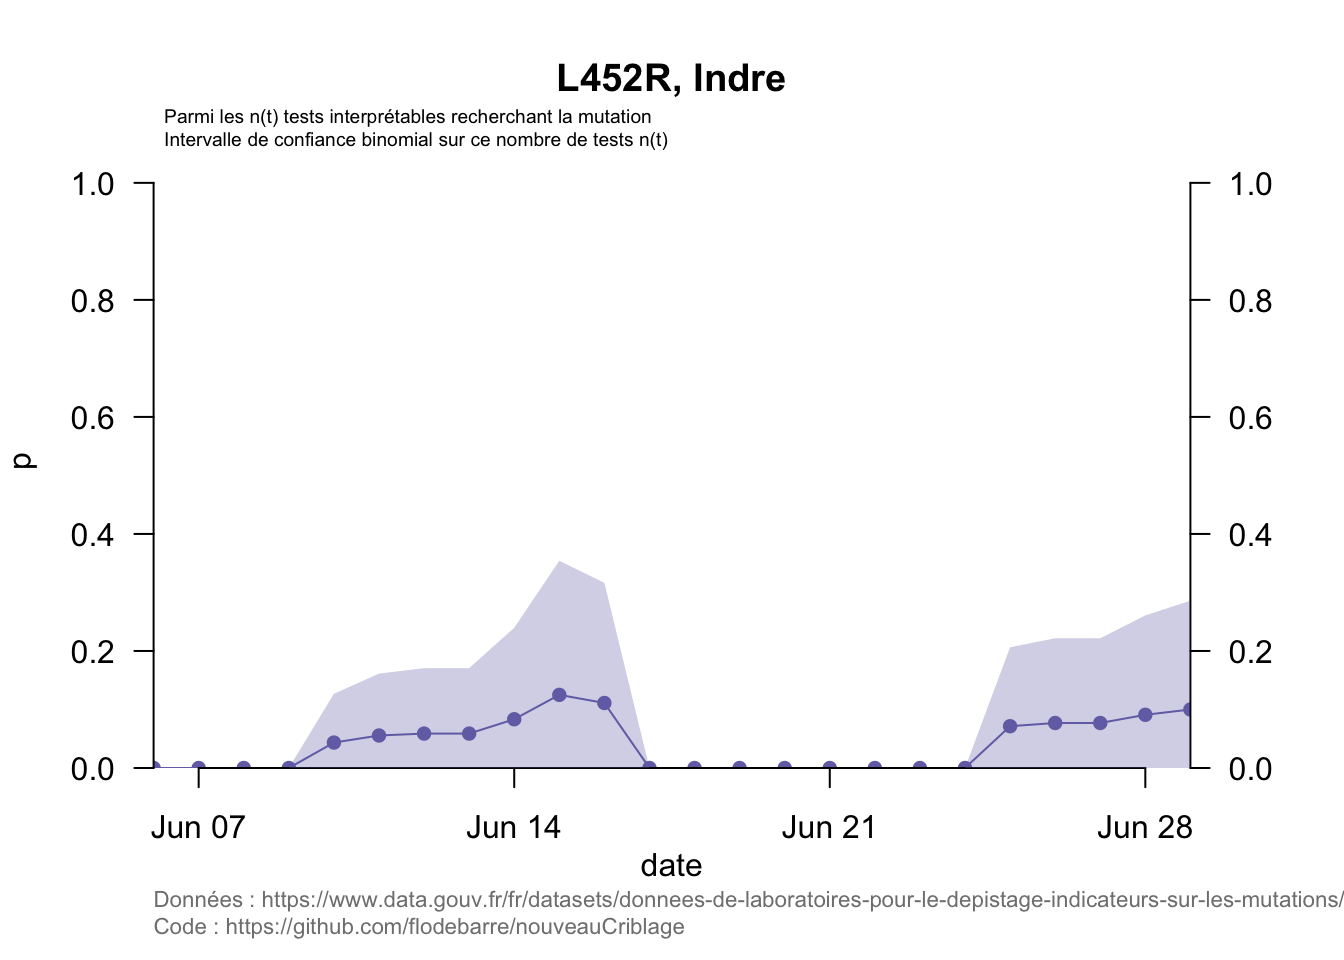 L452R, Indre
Parmi les n(t) tests interprétables recherchant la mutation
Intervalle de confiance binomial sur ce nombre de tests n(t)
1.0 1.0
0.8 0.8
0.6 0.6
p
0.4 0.4
0.2 0.2
0.0 0.0
Jun 07 Jun 14 Jun 21 Jun 28
date
Données : https://www.data.gouv.fr/fr/datasets/donnees-de-laboratoires-pour-le-depistage-indicateurs-sur-les-mutations/
Code : https://github.com/flodebarre/nouveauCriblage